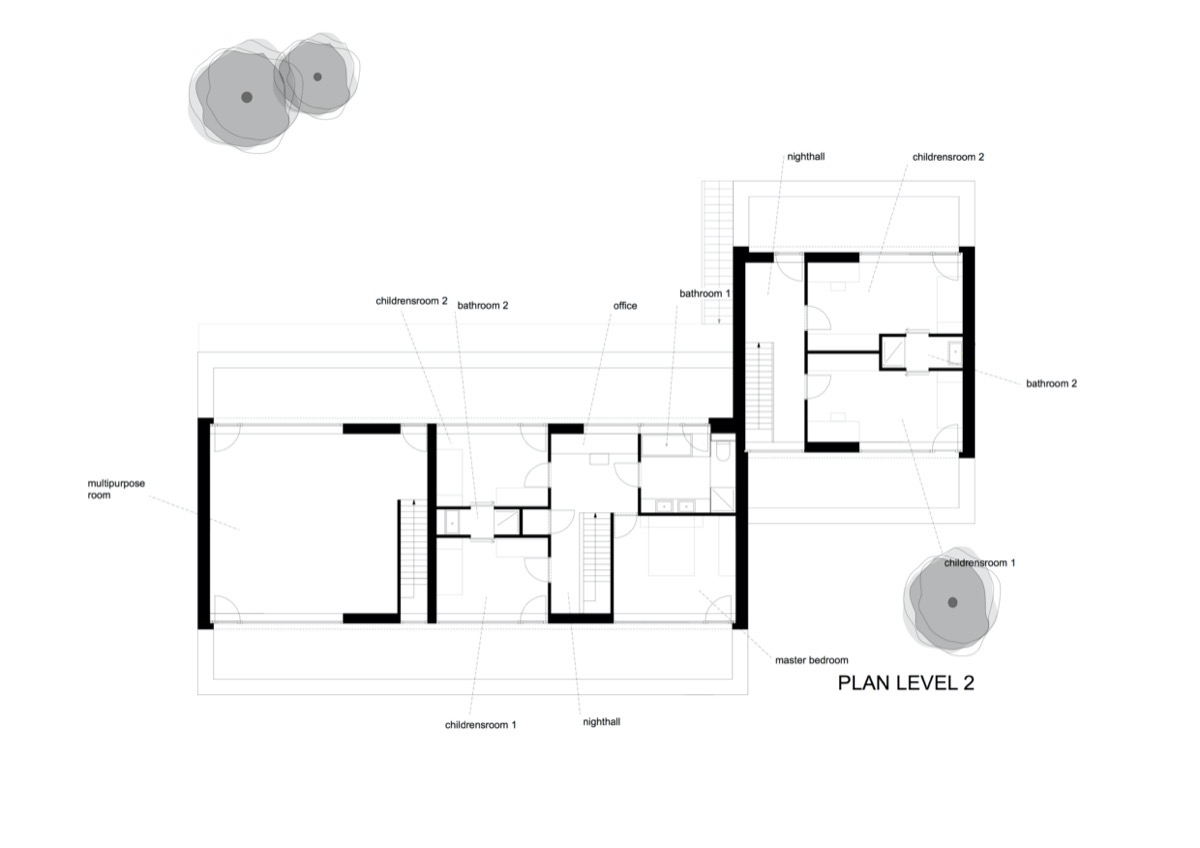 nighthall
childrensroom 2
bathroom 1
childrensroom 2
bathroom 2
office
bathroom 2
multipurpose
room
childrensroom 1
master bedroom
PLAN LEVEL 2
childrensroom 1
nighthall